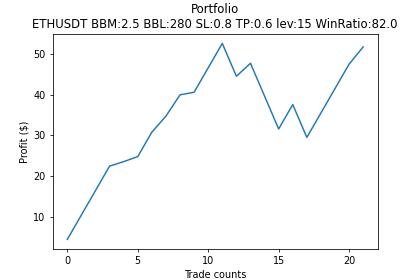 Portfolio
ETHUSDT BBM:2.5 BBL:280 SL:0.8 TP:0.6 lev:15 WinRatio:82.0
50
40
30
20
10
Profit ($)
0 5 10 15 20
Trade counts